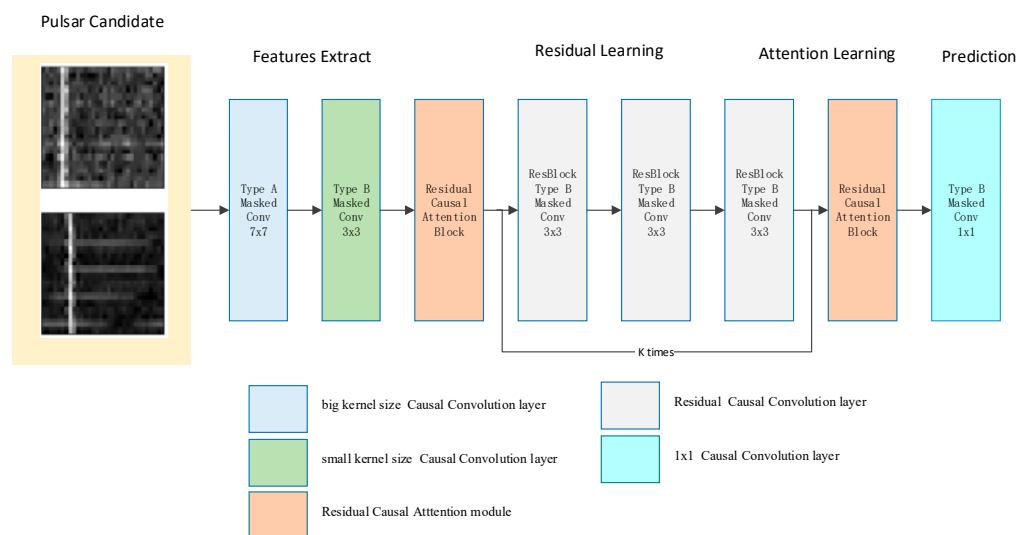 Pulsar Candidate
Features Extract
Residual Learning
Attention Learning
Prediction
Type A
Masked
Conv
7x7
Type B
Masked
Conv
3x3
Residual
Causal
Attention
Block
ResBlock
Type B
Masked
Conv
3x3
ResBlock
Type B
Masked
Conv
3x3
ResBlock
Type B
Masked
Conv
3x3
Residual
Causal
Attention
Block
Type B
Masked
Conv
1x1
K times
big kernel size Causal Convolution layer
small kernel size Causal Convolution layer
Residual Causal Atttention module
Residual Causal Convolution layer
1x1 Causal Convolution layer